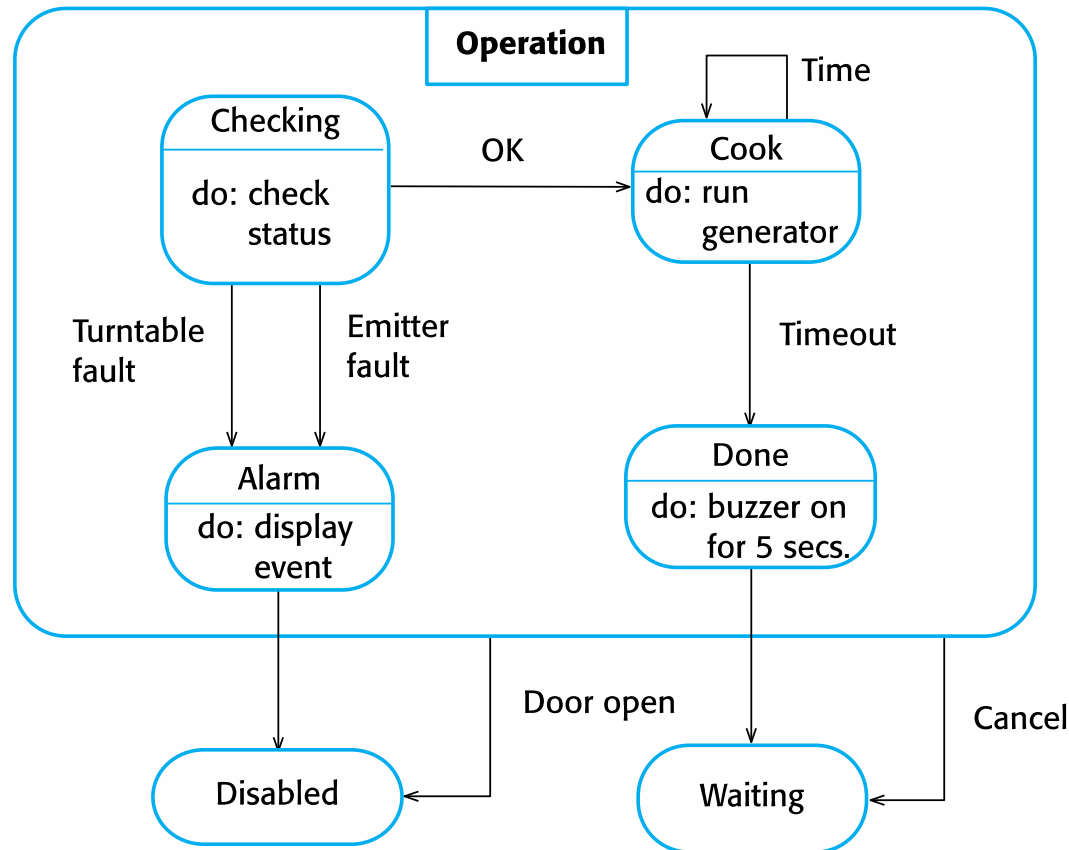 Operation
Checking
do: check
status
OK
Time
Cook
do: run
generator
Turntable
fault
Emitter
fault
Timeout
Alarm
do: display
event
Done
do: buzzer on
for 5 secs.
Door open
Cancel
Disabled
Waiting